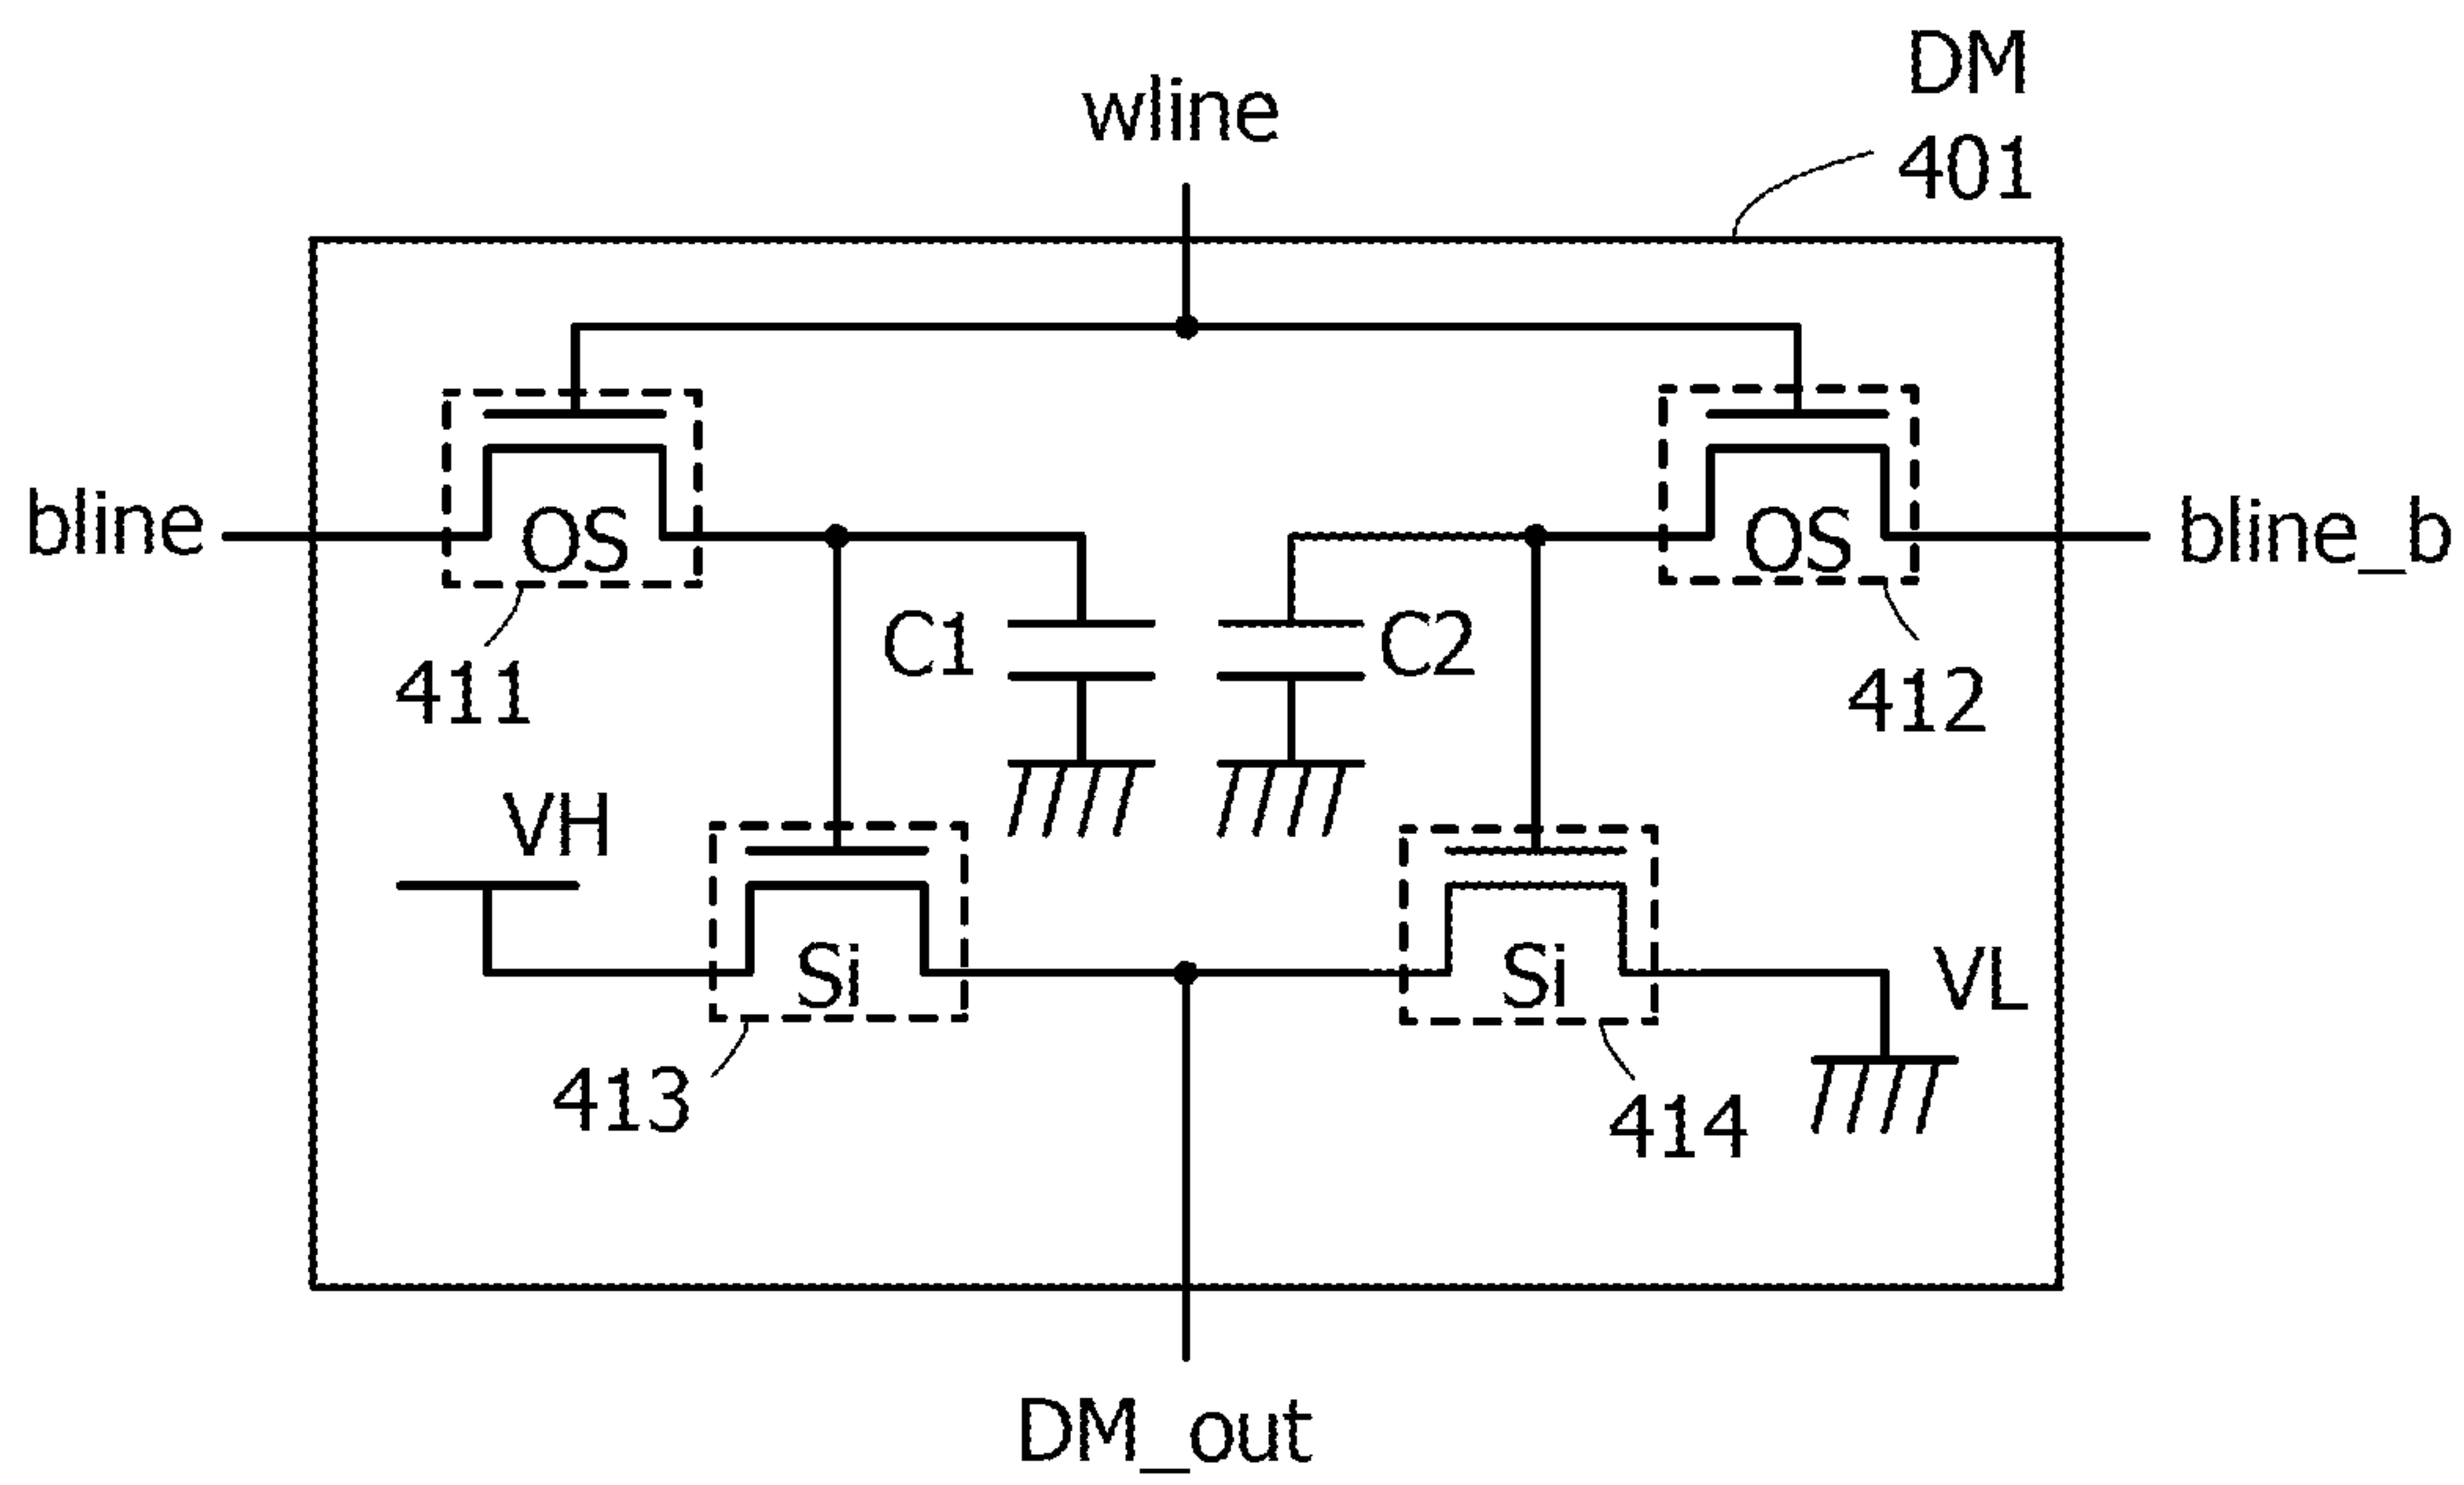 DM
401
wline
bline
OS
OS
bline_b
411
C1
C2
412
VH
Si
Si
VL
413
414
DM_out